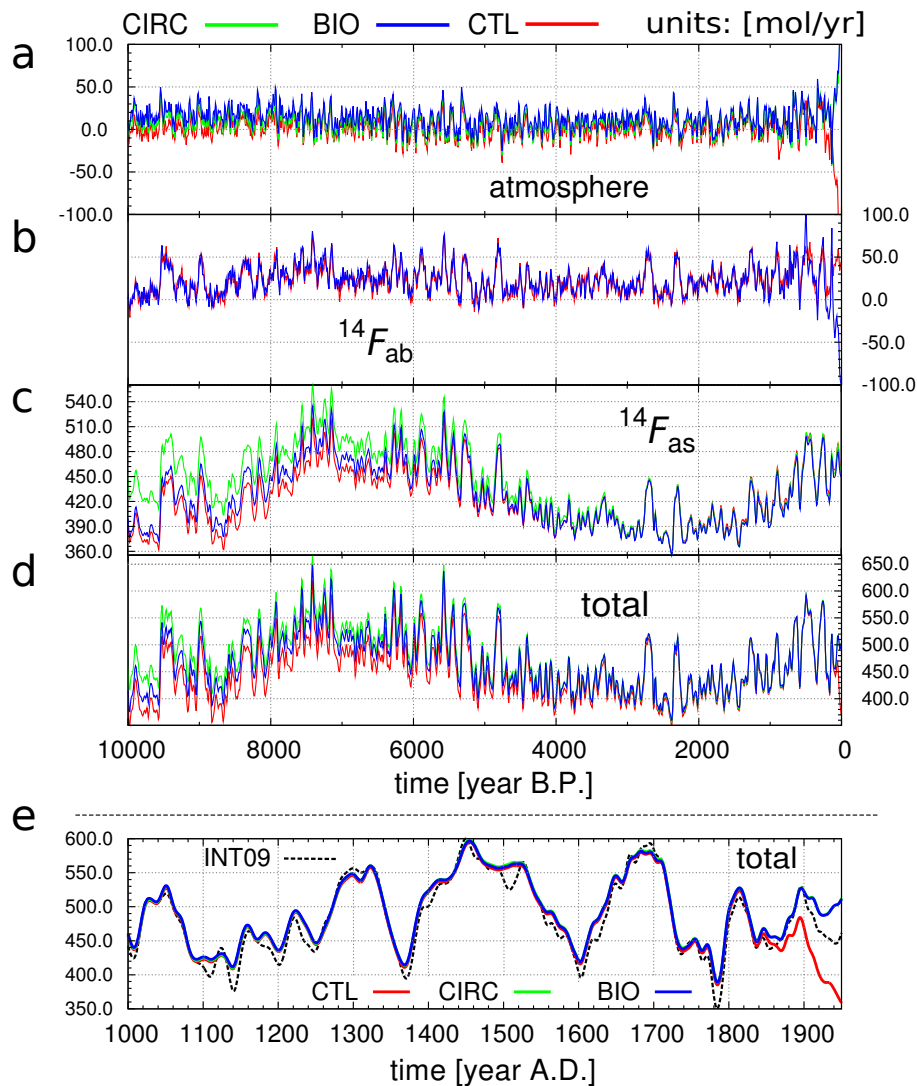 CIRC BIO CTL units: [mol/yr]
a
100.0
50.0
0.0
-50.0
-100.0
atmosphere
b
100.0
50.0
0.0
-50.0
-100.0
14Fab
c
540.0
510.0
480.0
450.0
420.0
390.0
360.0
14Fas
d
650.0
600.0
550.0
500.0
450.0
400.0
total
10000 8000 6000 4000 2000 0
time [year B.P.]
e
600.0
550.0
500.0
450.0
400.0
350.0
INT09
total
CTL CIRC BIO
1000 1100 1200 1300 1400 1500 1600 1700 1800 1900
time [year A.D.]